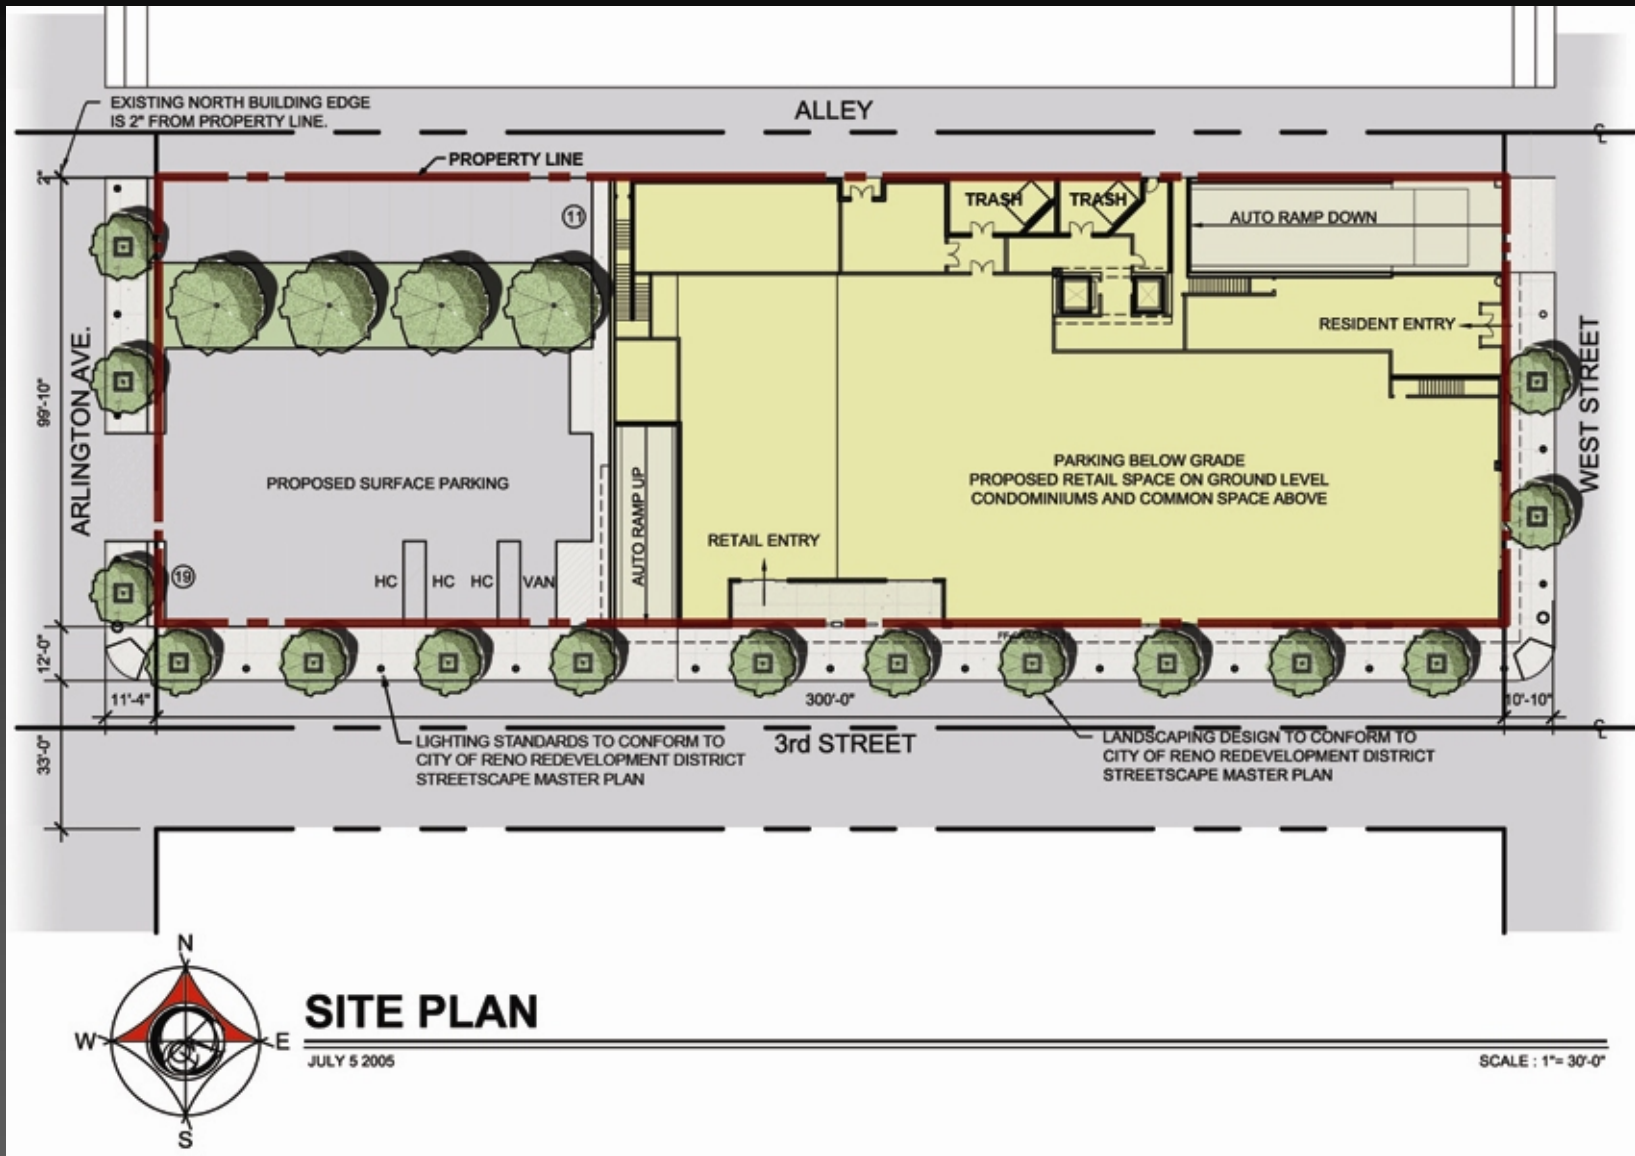 EXISTING NORTH BUILDING EDGE
IS 2" FROM PROPERTY LINE.
ALLEY
PROPERTY LINE
2"
11
TRASH
TRASH
AUTO RAMP DOWN
RESIDENT ENTRY
ARLINGTON AVE.
WEST STREET
99'-10"
PROPOSED SURFACE PARKING
AUTO RAMP UP
PARKING BELOW GRADE
PROPOSED RETAIL SPACE ON GROUND LEVEL
CONDOMINIUMS AND COMMON SPACE ABOVE
RETAIL ENTRY
19
HC
HC
HC
VAN
12'-0"
11'-4"
300'-0"
10'-10"
33'-0"
LIGHTING STANDARDS TO CONFORM TO
CITY OF RENO REDEVELOPMENT DISTRICT
STREETSCAPE MASTER PLAN
3rd STREET
LANDSCAPING DESIGN TO CONFORM TO
CITY OF RENO REDEVELOPMENT DISTRICT
STREETSCAPE MASTER PLAN
N
W
E
S
SITE PLAN
JULY 5 2005
SCALE : 1"= 30'-0"